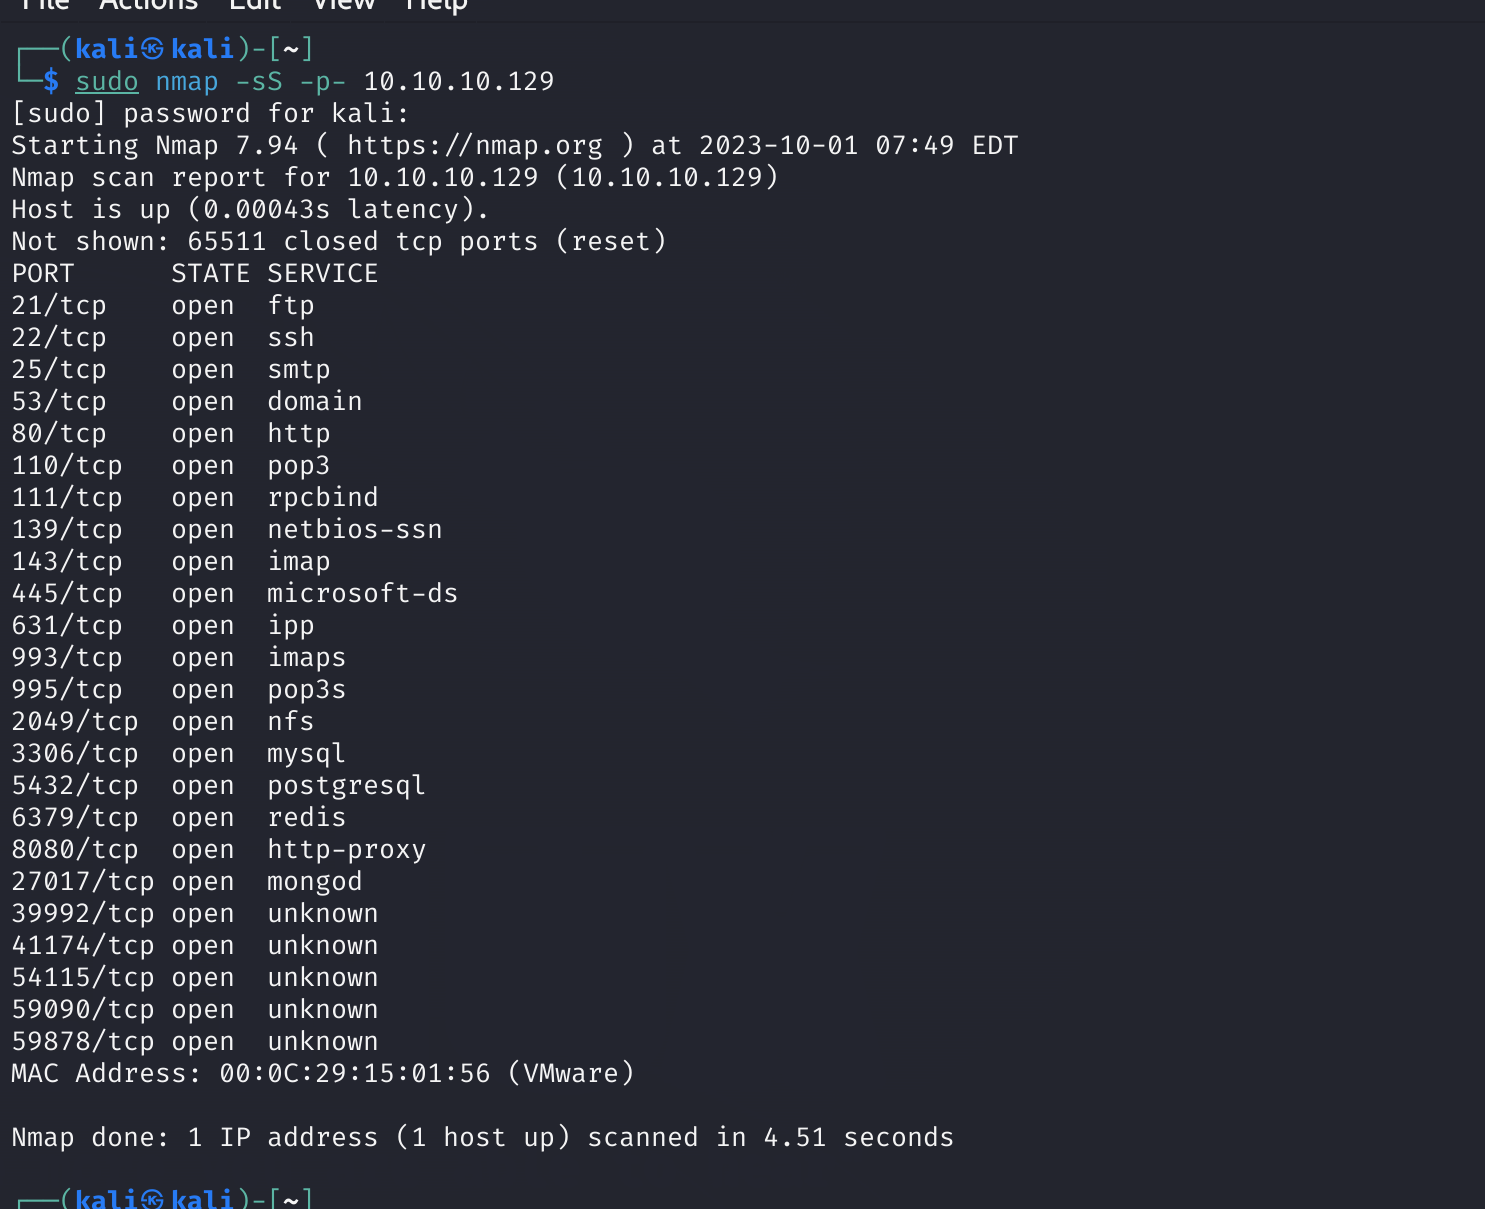 File Actions Edit View Help
┌──(kali㉿kali)-[~]
└─$ sudo nmap -sS -p- 10.10.10.129
[sudo] password for kali:
Starting Nmap 7.94 ( https://nmap.org ) at 2023-10-01 07:49 EDT
Nmap scan report for 10.10.10.129 (10.10.10.129)
Host is up (0.00043s latency).
Not shown: 65511 closed tcp ports (reset)
PORT      STATE SERVICE
21/tcp    open  ftp
22/tcp    open  ssh
25/tcp    open  smtp
53/tcp    open  domain
80/tcp    open  http
110/tcp   open  pop3
111/tcp   open  rpcbind
139/tcp   open  netbios-ssn
143/tcp   open  imap
445/tcp   open  microsoft-ds
631/tcp   open  ipp
993/tcp   open  imaps
995/tcp   open  pop3s
2049/tcp  open  nfs
3306/tcp  open  mysql
5432/tcp  open  postgresql
6379/tcp  open  redis
8080/tcp  open  http-proxy
27017/tcp open  mongod
39992/tcp open  unknown
41174/tcp open  unknown
54115/tcp open  unknown
59090/tcp open  unknown
59878/tcp open  unknown
MAC Address: 00:0C:29:15:01:56 (VMware)
Nmap done: 1 IP address (1 host up) scanned in 4.51 seconds
┌──(kali㉿kali)-[~]